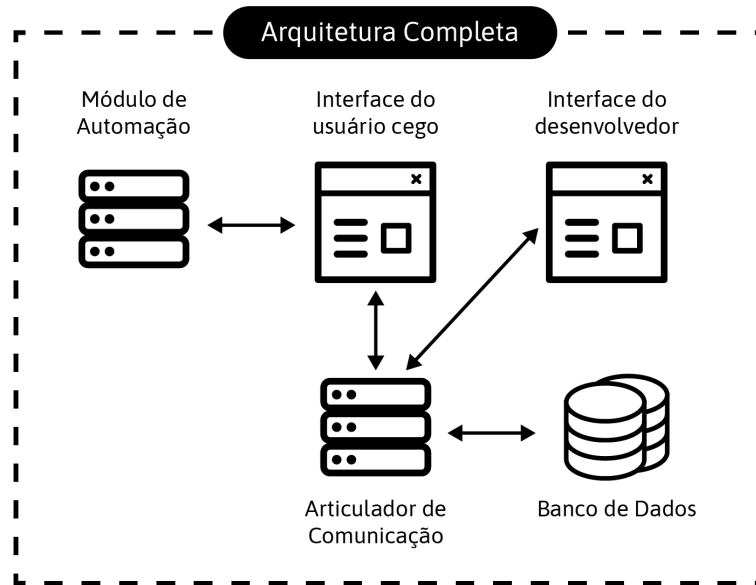 Arquitetura Completa
Módulo de
Automação
Interface do
usuário cego
Interface do
desenvolvedor
Articulador de
Comunicação
Banco de Dados